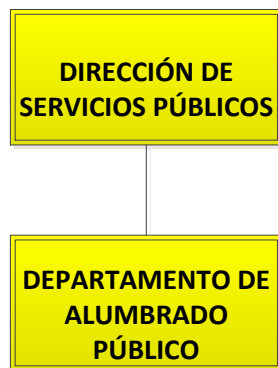 DIRECCIÓN DE
SERVICIOS PÚBLICOS
DEPARTAMENTO DE
ALUMBRADO
PÚBLICO